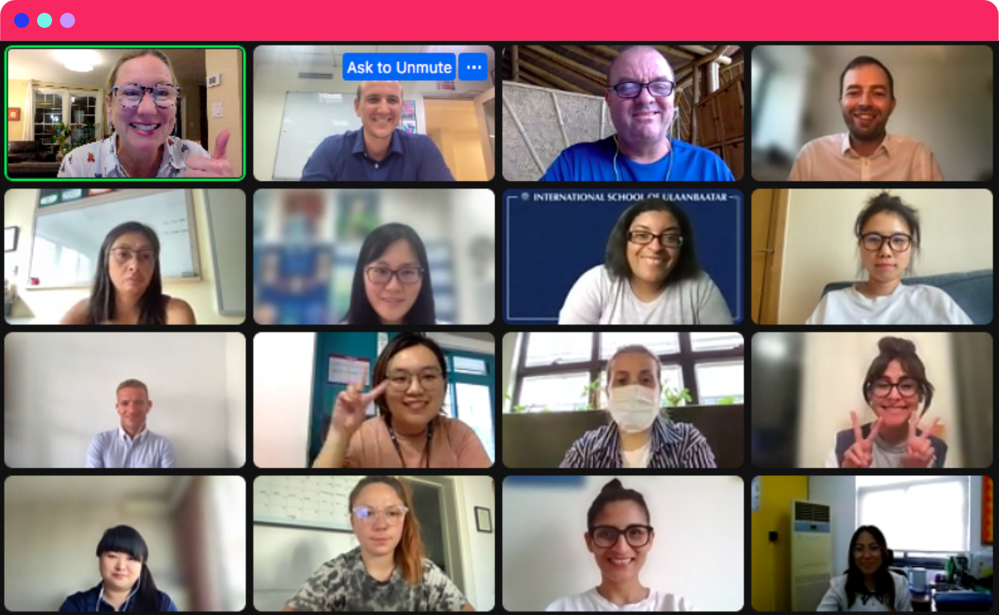 Ask to Unmute
INTERNATIONAL SCHOOL OF ULAANBAATAR